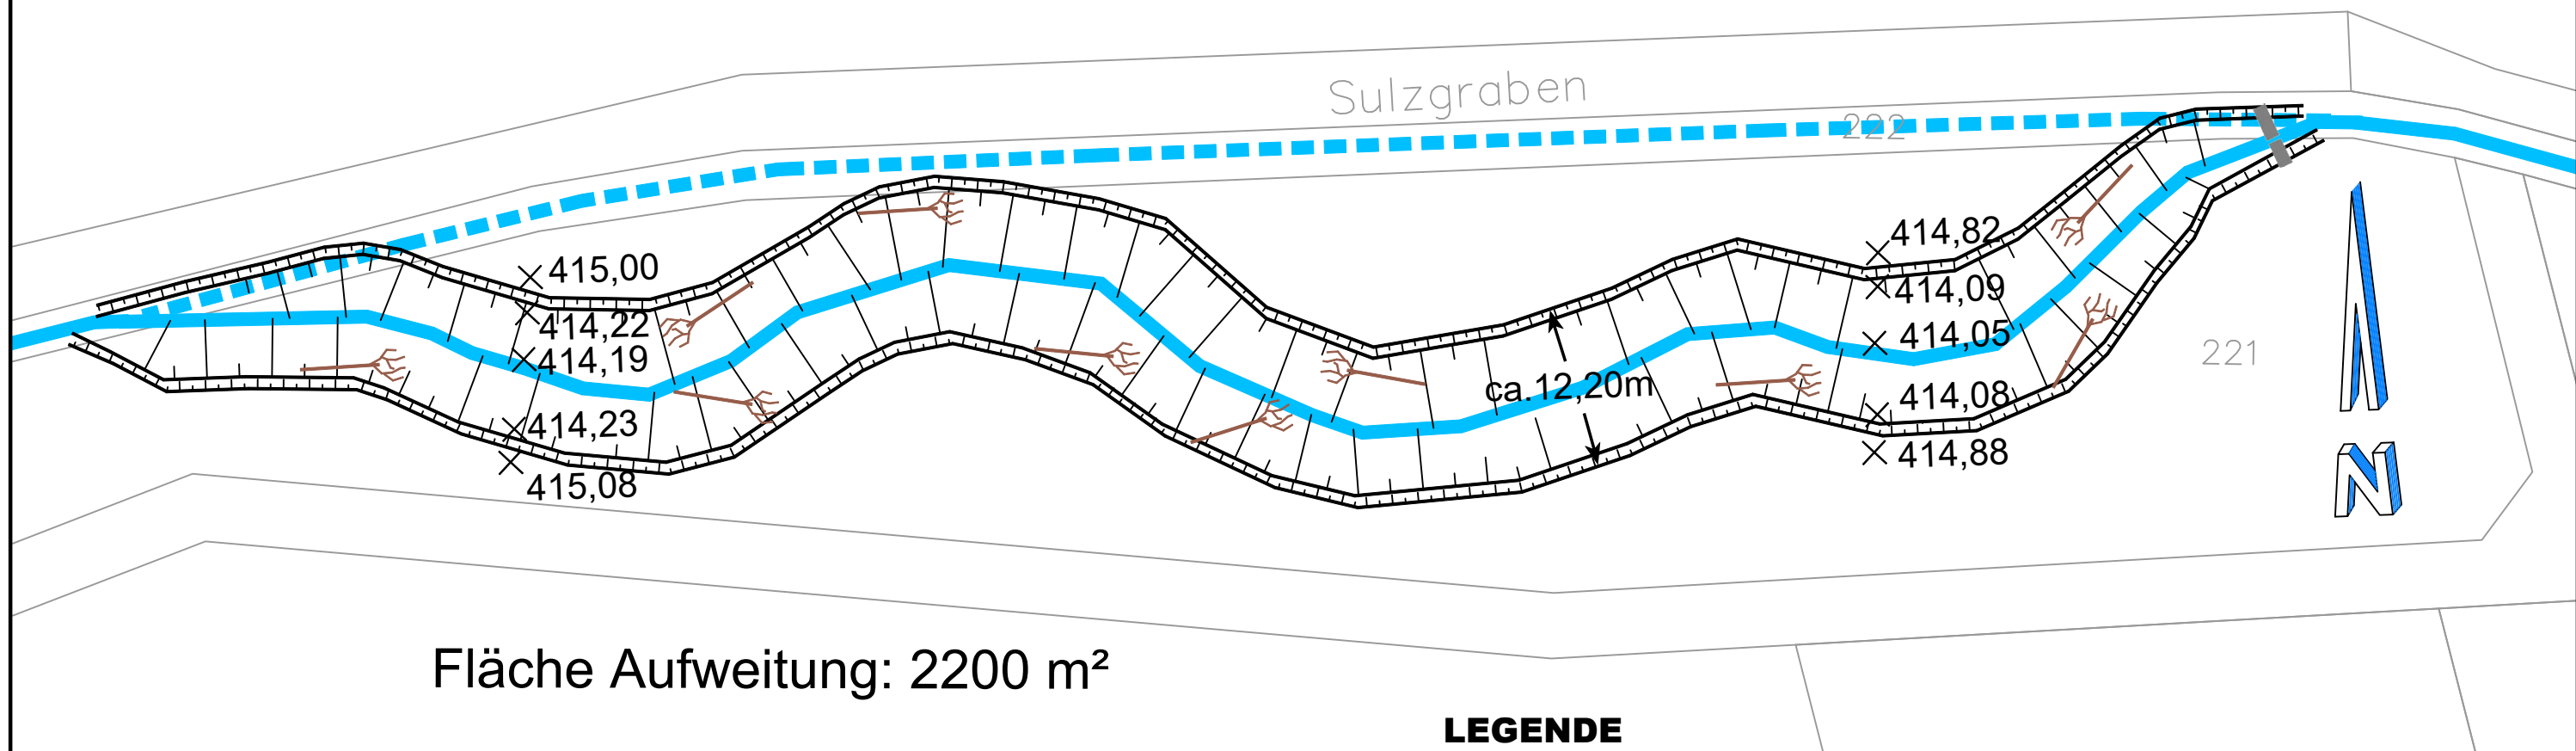 Sulzgraben
222
415,00
414,22
414,19
414,23
415,08
ca.12,20m
414,82
414,09
414,05
414,08
414,88
221
N
Fläche Aufweitung: 2200 m²
LEGENDE